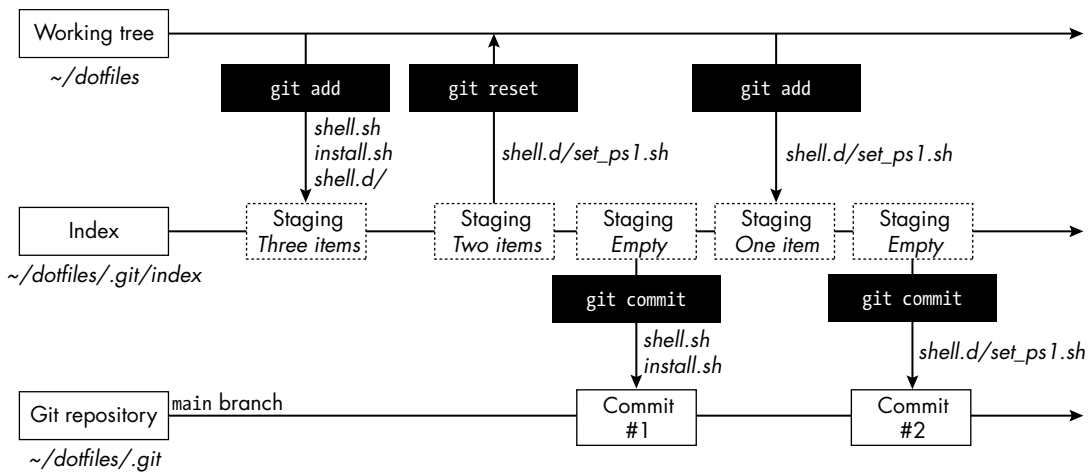 Working tree
~/dotfiles
git add
git reset
git add
shell.sh
install.sh
shell.d/
shell.d/set_ps1.sh
shell.d/set_ps1.sh
Index
~/dotfiles/.git/index
Staging
Three items
Staging
Two items
Staging
Empty
Staging
One item
Staging
Empty
git commit
git commit
shell.sh
install.sh
shell.d/set_ps1.sh
Git repository
~/dotfiles/.git
main branch
Commit
#1
Commit
#2